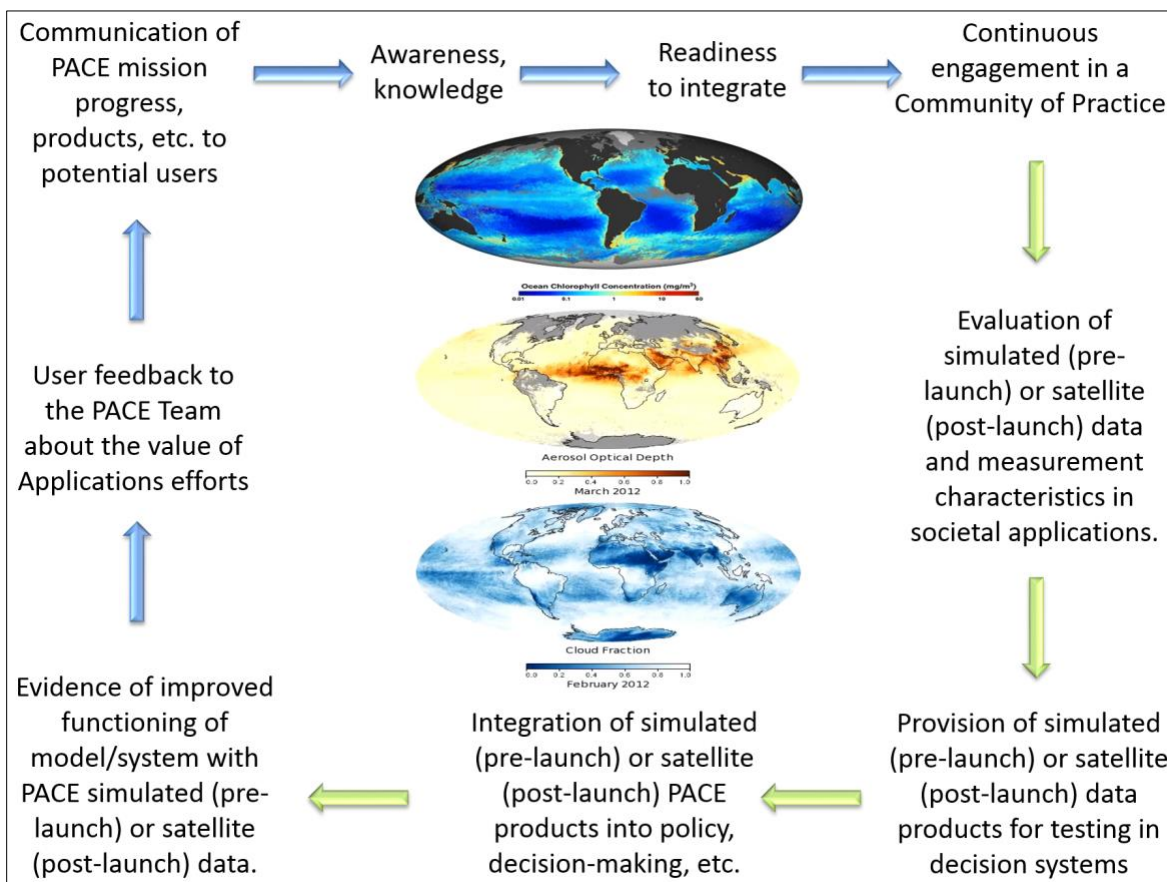 Communication of
PACE mission
progress,
products, etc. to
potential users
Awareness,
knowledge
Readiness
to integrate
Continuous
engagement in a
Community of Practice
Ocean Chlorophyll Concentration (mg/m³)
0.01 0.1 1 10 60
Evaluation of
simulated (pre-
launch) or satellite
(post-launch) data
and measurement
characteristics in
societal applications.
User feedback to
the PACE Team
about the value of
Applications efforts
Aerosol Optical Depth
0.0 0.2 0.4 0.6 0.8 1.0
March 2012
Cloud Fraction
0.0 0.2 0.4 0.6 0.8 1.0
February 2012
Evidence of improved
functioning of
model/system with
PACE simulated (pre-
launch) or satellite
(post-launch) data.
Integration of simulated
(pre-launch) or satellite
(post-launch) PACE
products into policy,
decision-making, etc.
Provision of simulated
(pre-launch) or satellite
(post-launch) data
products for testing in
decision systems